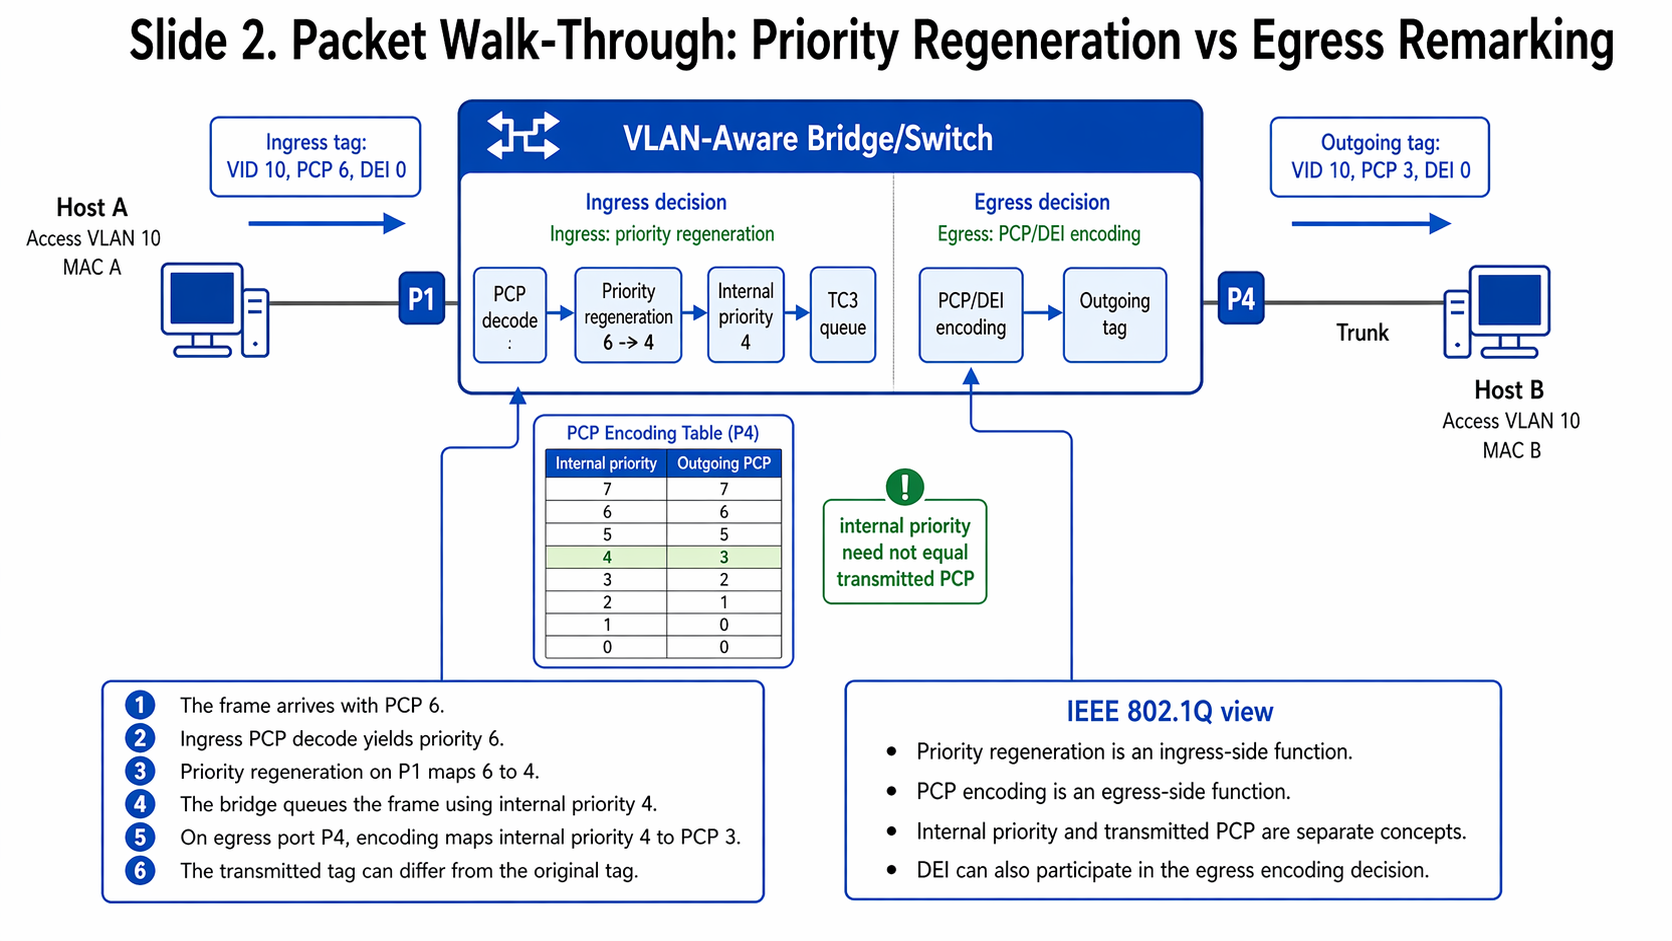 Slide 2. Packet Walk-Through: Priority Regeneration vs Egress Remarking
Ingress tag:
VID 10, PCP 6, DEI 0
VLAN-Aware Bridge/Switch
Outgoing tag:
VID 10, PCP 3, DEI 0
Host A
Access VLAN 10
MAC A
Ingress decision
Ingress: priority regeneration
Egress decision
Egress: PCP/DEI encoding
P1
PCP
decode
:
Priority
regeneration
6 -> 4
Internal
priority
4
TC3
queue
PCP/DEI
encoding
Outgoing
tag
P4
Trunk
Host B
Access VLAN 10
MAC B
PCP Encoding Table (P4)
Internal priority Outgoing PCP
7 7
6 6
5 5
4 3
3 2
2 1
1 0
0 0
!
internal priority
need not equal
transmitted PCP
1 The frame arrives with PCP 6.
2 Ingress PCP decode yields priority 6.
3 Priority regeneration on P1 maps 6 to 4.
4 The bridge queues the frame using internal priority 4.
5 On egress port P4, encoding maps internal priority 4 to PCP 3.
6 The transmitted tag can differ from the original tag.
IEEE 802.1Q view
• Priority regeneration is an ingress-side function.
• PCP encoding is an egress-side function.
• Internal priority and transmitted PCP are separate concepts.
• DEI can also participate in the egress encoding decision.